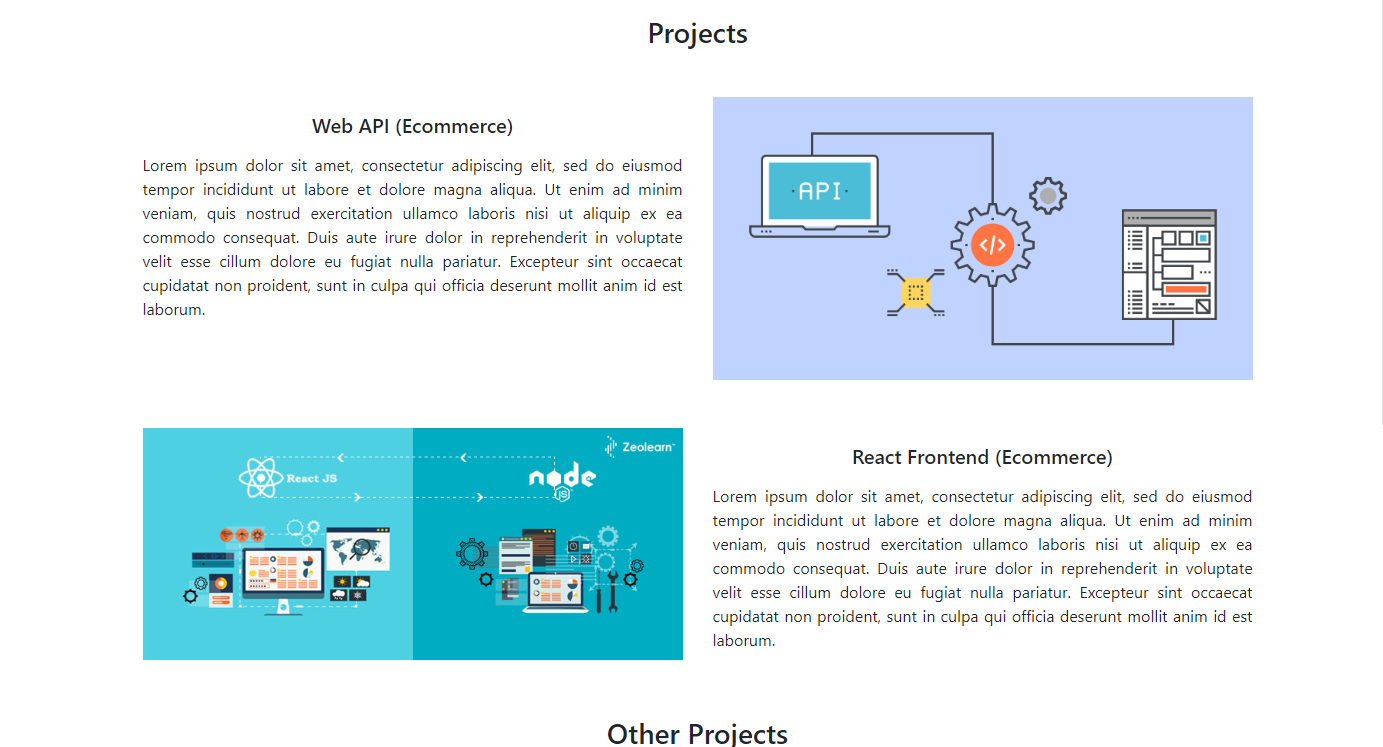 Projects
Web API (Ecommerce)
Lorem ipsum dolor sit amet, consectetur adipiscing elit, sed do eiusmod
tempor incididunt ut labore et dolore magna aliqua. Ut enim ad minim
veniam, quis nostrud exercitation ullamco laboris nisi ut aliquip ex ea
commodo consequat. Duis aute irure dolor in reprehenderit in voluptate
velit esse cillum dolore eu fugiat nulla pariatur. Excepteur sint occaecat
cupidatat non proident, sunt in culpa qui officia deserunt mollit anim id est
laborum.
API
</>
Zeolearn
React JS
node
JS
React Frontend (Ecommerce)
Lorem ipsum dolor sit amet, consectetur adipiscing elit, sed do eiusmod
tempor incididunt ut labore et dolore magna aliqua. Ut enim ad minim
veniam, quis nostrud exercitation ullamco laboris nisi ut aliquip ex ea
commodo consequat. Duis aute irure dolor in reprehenderit in voluptate
velit esse cillum dolore eu fugiat nulla pariatur. Excepteur sint occaecat
cupidatat non proident, sunt in culpa qui officia deserunt mollit anim id est
laborum.
Other Projects